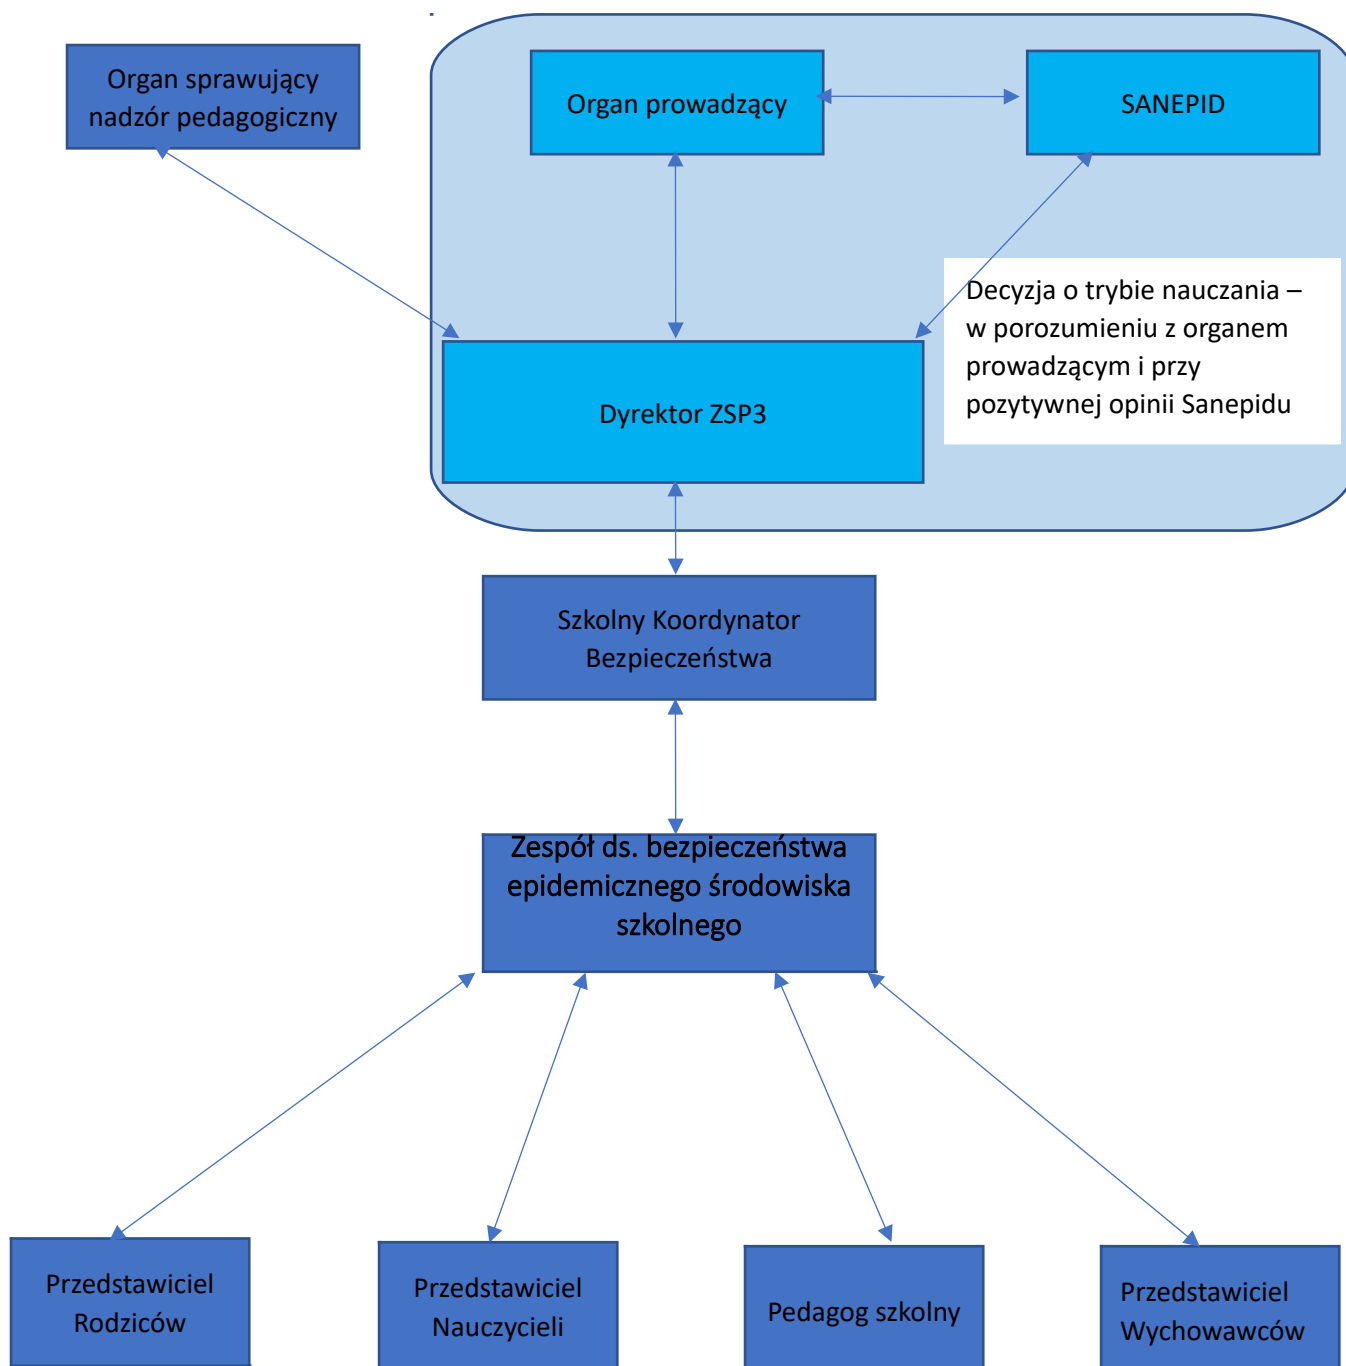 Organ sprawujący
nadzór pedagogiczny
Organ prowadzący
SANEPID
Decyzja o trybie nauczania –
w porozumieniu z organem
prowadzącym i przy
pozytywnej opinii Sanepidu
Dyrektor ZSP3
Szkolny Koordynator
Bezpieczeństwa
Zespół ds. bezpieczeństwa
epidemicznego środowiska
szkolnego
Przedstawiciel
Rodziców
Przedstawiciel
Nauczycieli
Pedagog szkolny
Przedstawiciel
Wychowawców